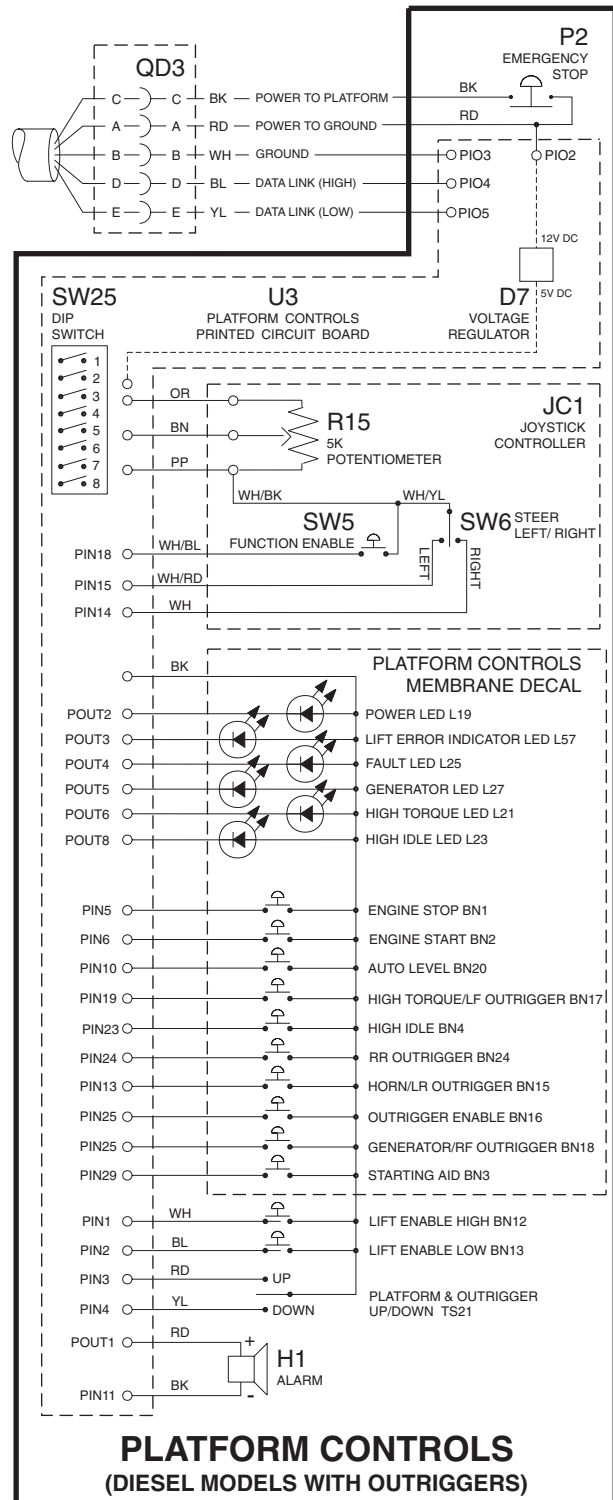 P2
EMERGENCY
STOP
QD3
C C BK POWER TO PLATFORM BK
A A RD POWER TO GROUND RD
B B WH GROUND PIO3 PIO2
D D BL DATA LINK (HIGH) PIO4
E E YL DATA LINK (LOW) PIO5
12V DC
5V DC
SW25
DIP
SWITCH
U3
PLATFORM CONTROLS
PRINTED CIRCUIT BOARD
D7
VOLTAGE
REGULATOR
1
2
3
4
5
6
7
8
OR
BN
PP
R15
5K
POTENTIOMETER
JC1
JOYSTICK
CONTROLLER
WH/BK WH/YL
SW5
FUNCTION ENABLE
SW6 STEER
LEFT/ RIGHT
LEFT
RIGHT
PIN18 WH/BL
PIN15 WH/RD
PIN14 WH
BK
PLATFORM CONTROLS
MEMBRANE DECAL
POUT2 POWER LED L19
POUT3 LIFT ERROR INDICATOR LED L57
POUT4 FAULT LED L25
POUT5 GENERATOR LED L27
POUT6 HIGH TORQUE LED L21
POUT8 HIGH IDLE LED L23
PIN5 ENGINE STOP BN1
PIN6 ENGINE START BN2
PIN10 AUTO LEVEL BN20
PIN19 HIGH TORQUE/LF OUTRIGGER BN17
PIN23 HIGH IDLE BN4
PIN24 RR OUTRIGGER BN24
PIN13 HORN/LR OUTRIGGER BN15
PIN25 OUTRIGGER ENABLE BN16
PIN25 GENERATOR/RF OUTRIGGER BN18
PIN29 STARTING AID BN3
PIN1 WH LIFT ENABLE HIGH BN12
PIN2 BL LIFT ENABLE LOW BN13
PIN3 RD UP
PLATFORM & OUTRIGGER
UP/DOWN TS21
PIN4 YL DOWN
POUT1 RD +
H1
ALARM
PIN11 BK -
PLATFORM CONTROLS
(DIESEL MODELS WITH OUTRIGGERS)